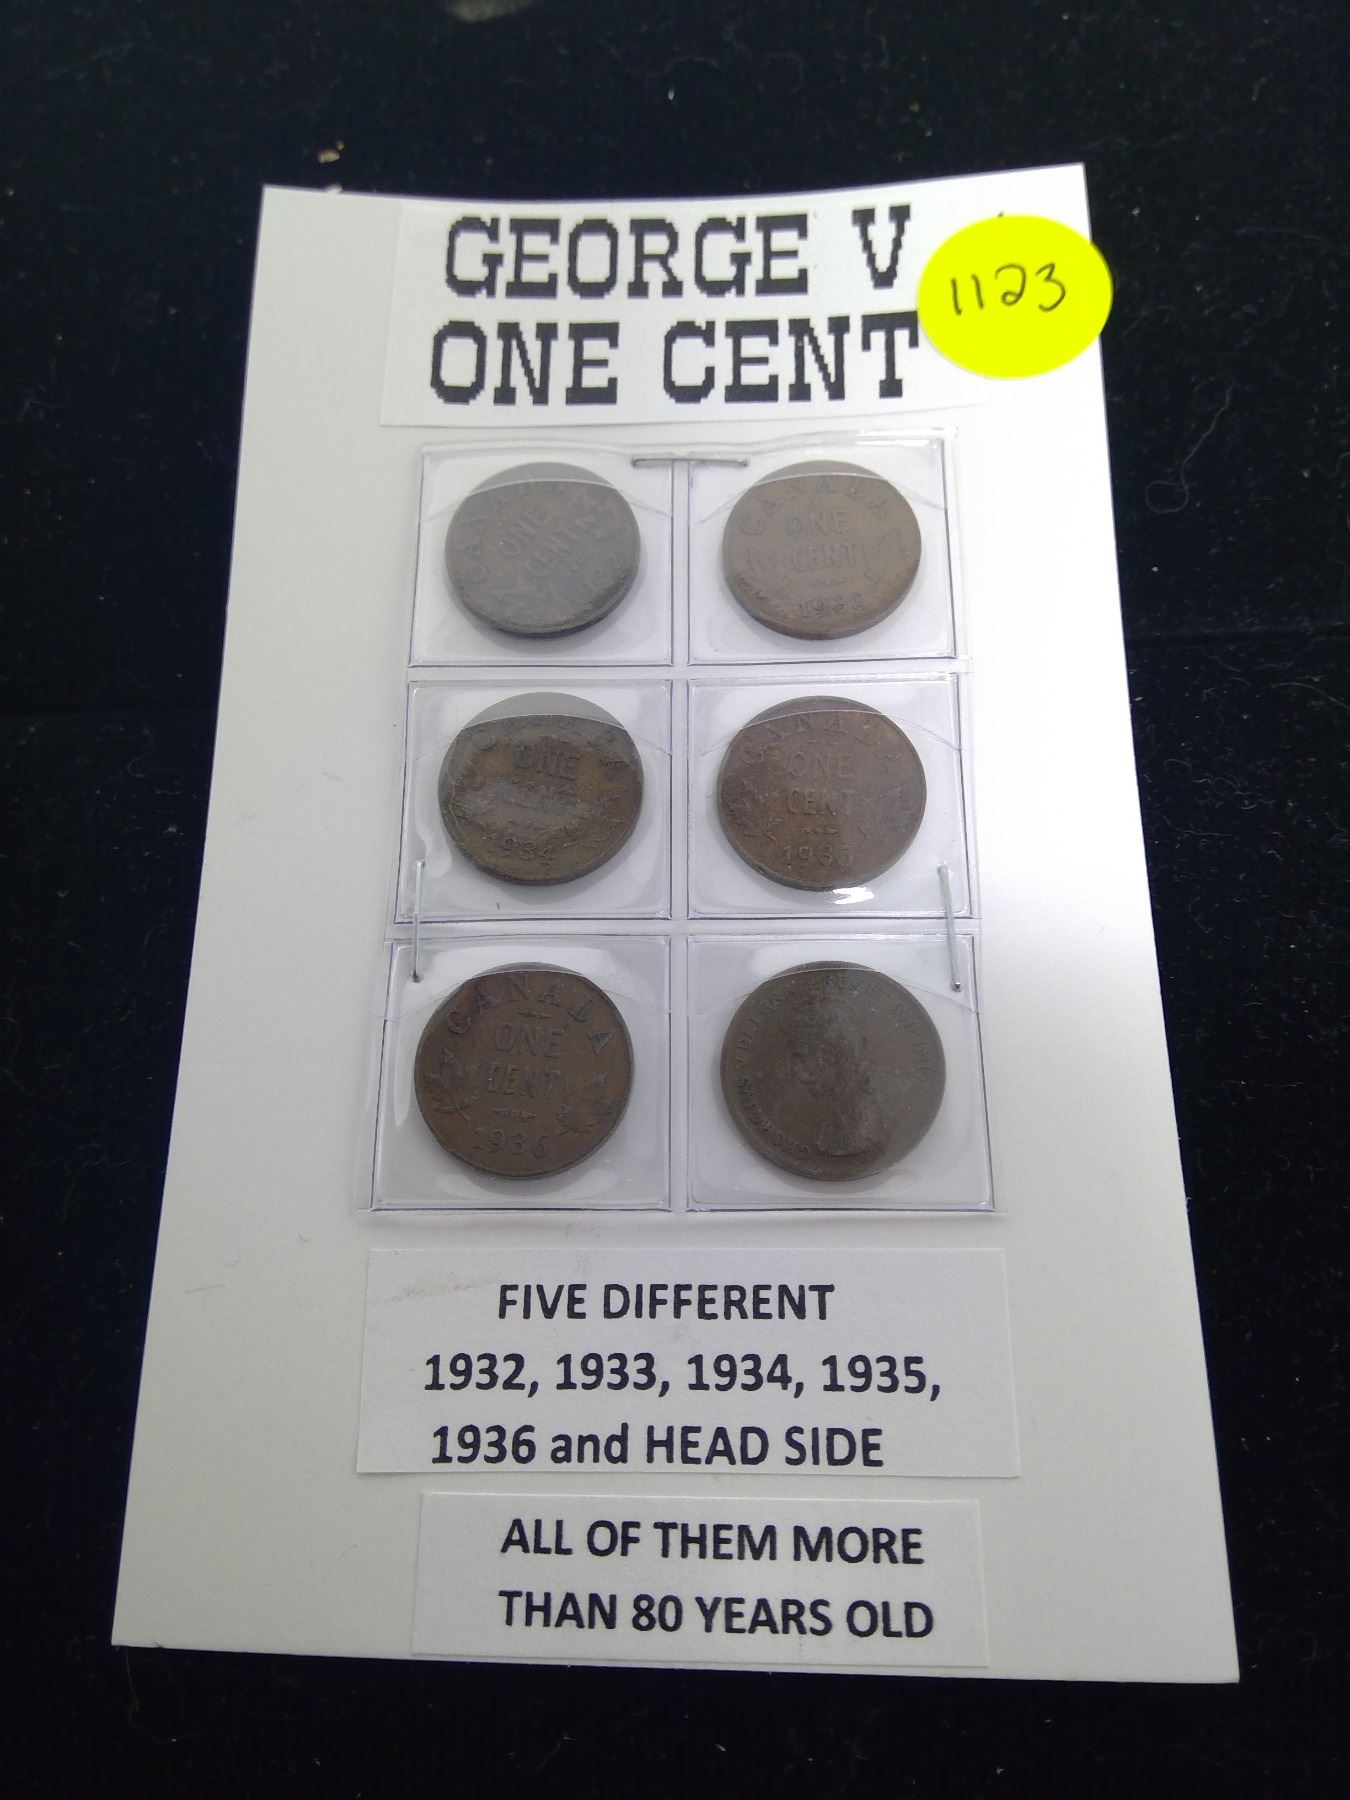 GEORGE V
ONE CENT
1123
CANADA
ONE
CENT
CANADA
ONE
CENT
1933
ONE
CENT
1934
CANADA
ONE
CENT
1935
CANADA
ONE
CENT
1936
FIVE DIFFERENT
1932, 1933, 1934, 1935,
1936 and HEAD SIDE
ALL OF THEM MORE
THAN 80 YEARS OLD